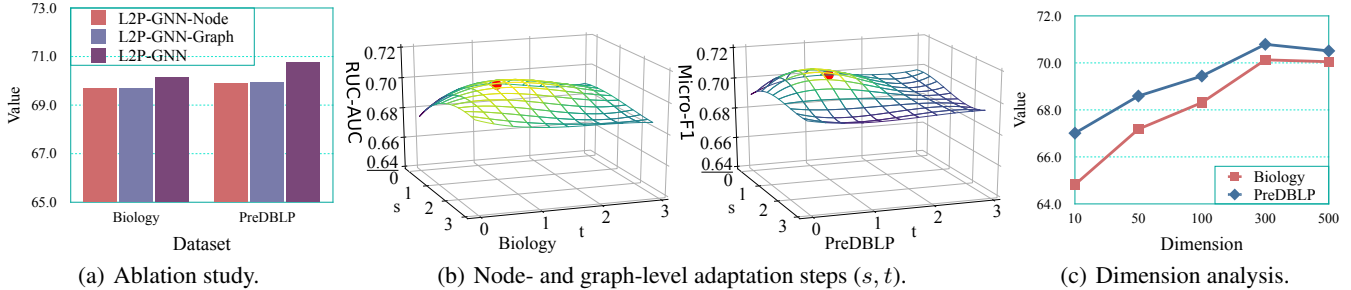 73.0
71.0
69.0
67.0
65.0
Value
L2P-GNN-Node
L2P-GNN-Graph
L2P-GNN
Biology
PreDBLP
Dataset
(a) Ablation study.
RUC-AUC
0.72
0.70
0.68
0.66
0.64
0
1
2
3
s
0
1
2
3
t
Biology
Micro-F1
0.72
0.70
0.68
0.66
0.64
0
1
2
3
s
0
1
2
3
t
PreDBLP
(b) Node- and graph-level adaptation steps (s, t).
72.0
70.0
68.0
66.0
64.0
Value
Biology
PreDBLP
10
50
100
300
500
Dimension
(c) Dimension analysis.